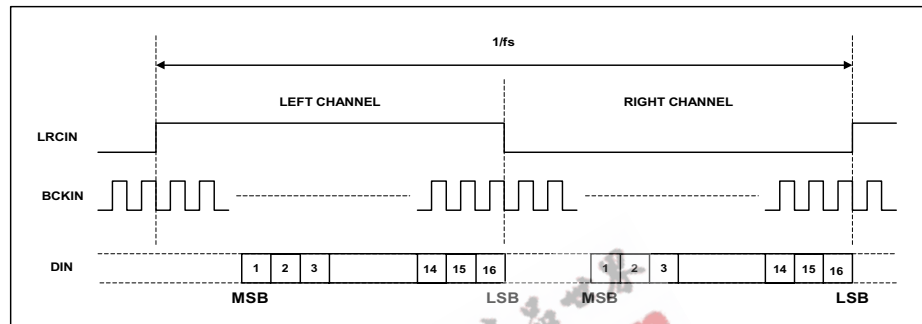 1/fs
LEFT CHANNEL RIGHT CHANNEL
LRCIN
BCKIN
DIN 1 2 3 14 15 16 1 2 3 14 15 16
MSB LSB MSB LSB